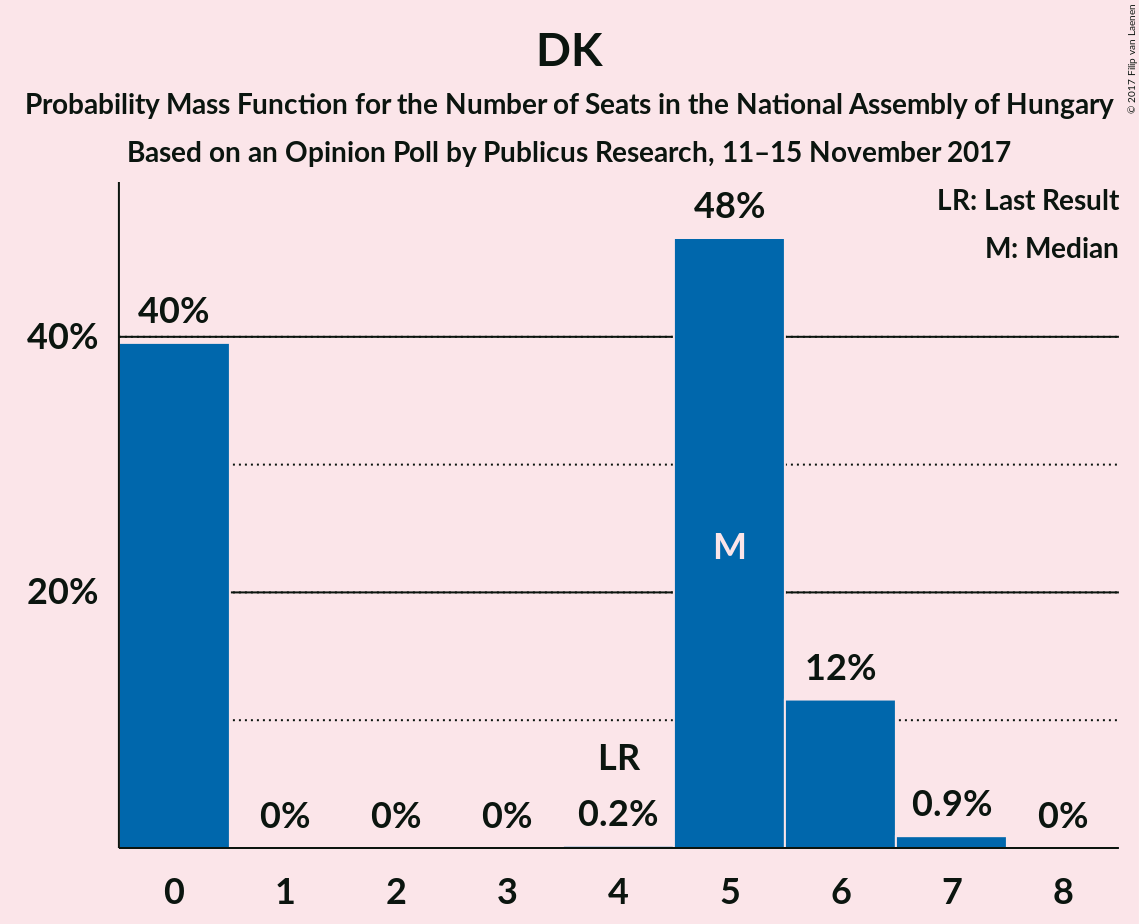 DK
Probability Mass Function for the Number of Seats in the National Assembly of Hungary
Based on an Opinion Poll by Publicus Research, 11–15 November 2017
© 2017 Filip van Laenen
LR: Last Result
M: Median
48%
40%
40%
M
20%
12%
LR
0% 0% 0% 0.2% 0.9% 0%
0 1 2 3 4 5 6 7 8